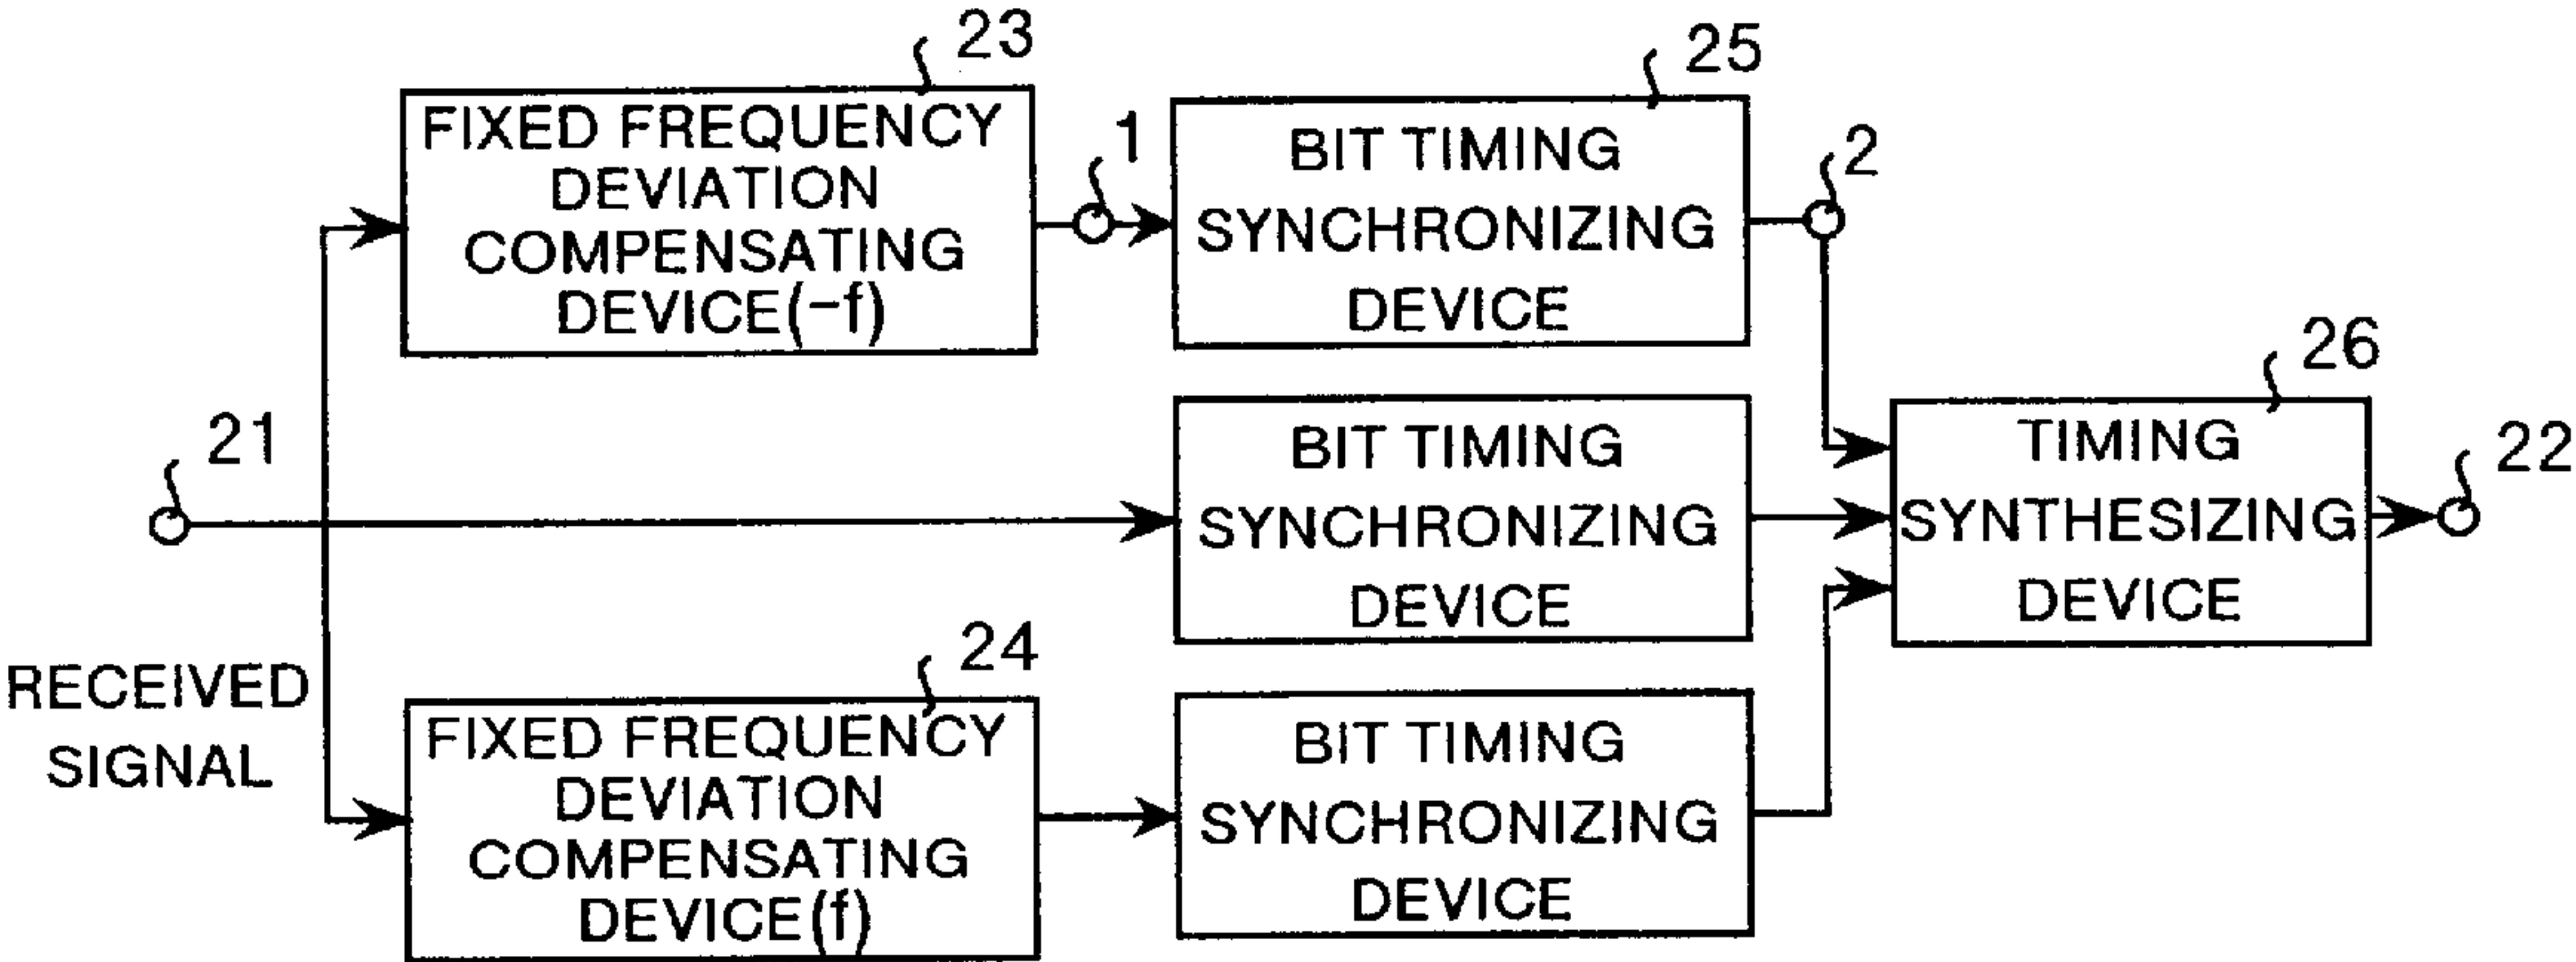 23
FIXED FREQUENCY
DEVIATION
COMPENSATING
DEVICE(-f)
1
25
BIT TIMING
SYNCHRONIZING
DEVICE
2
21
RECEIVED
SIGNAL
BIT TIMING
SYNCHRONIZING
DEVICE
26
TIMING
SYNTHESIZING
DEVICE
22
24
FIXED FREQUENCY
DEVIATION
COMPENSATING
DEVICE(f)
BIT TIMING
SYNCHRONIZING
DEVICE